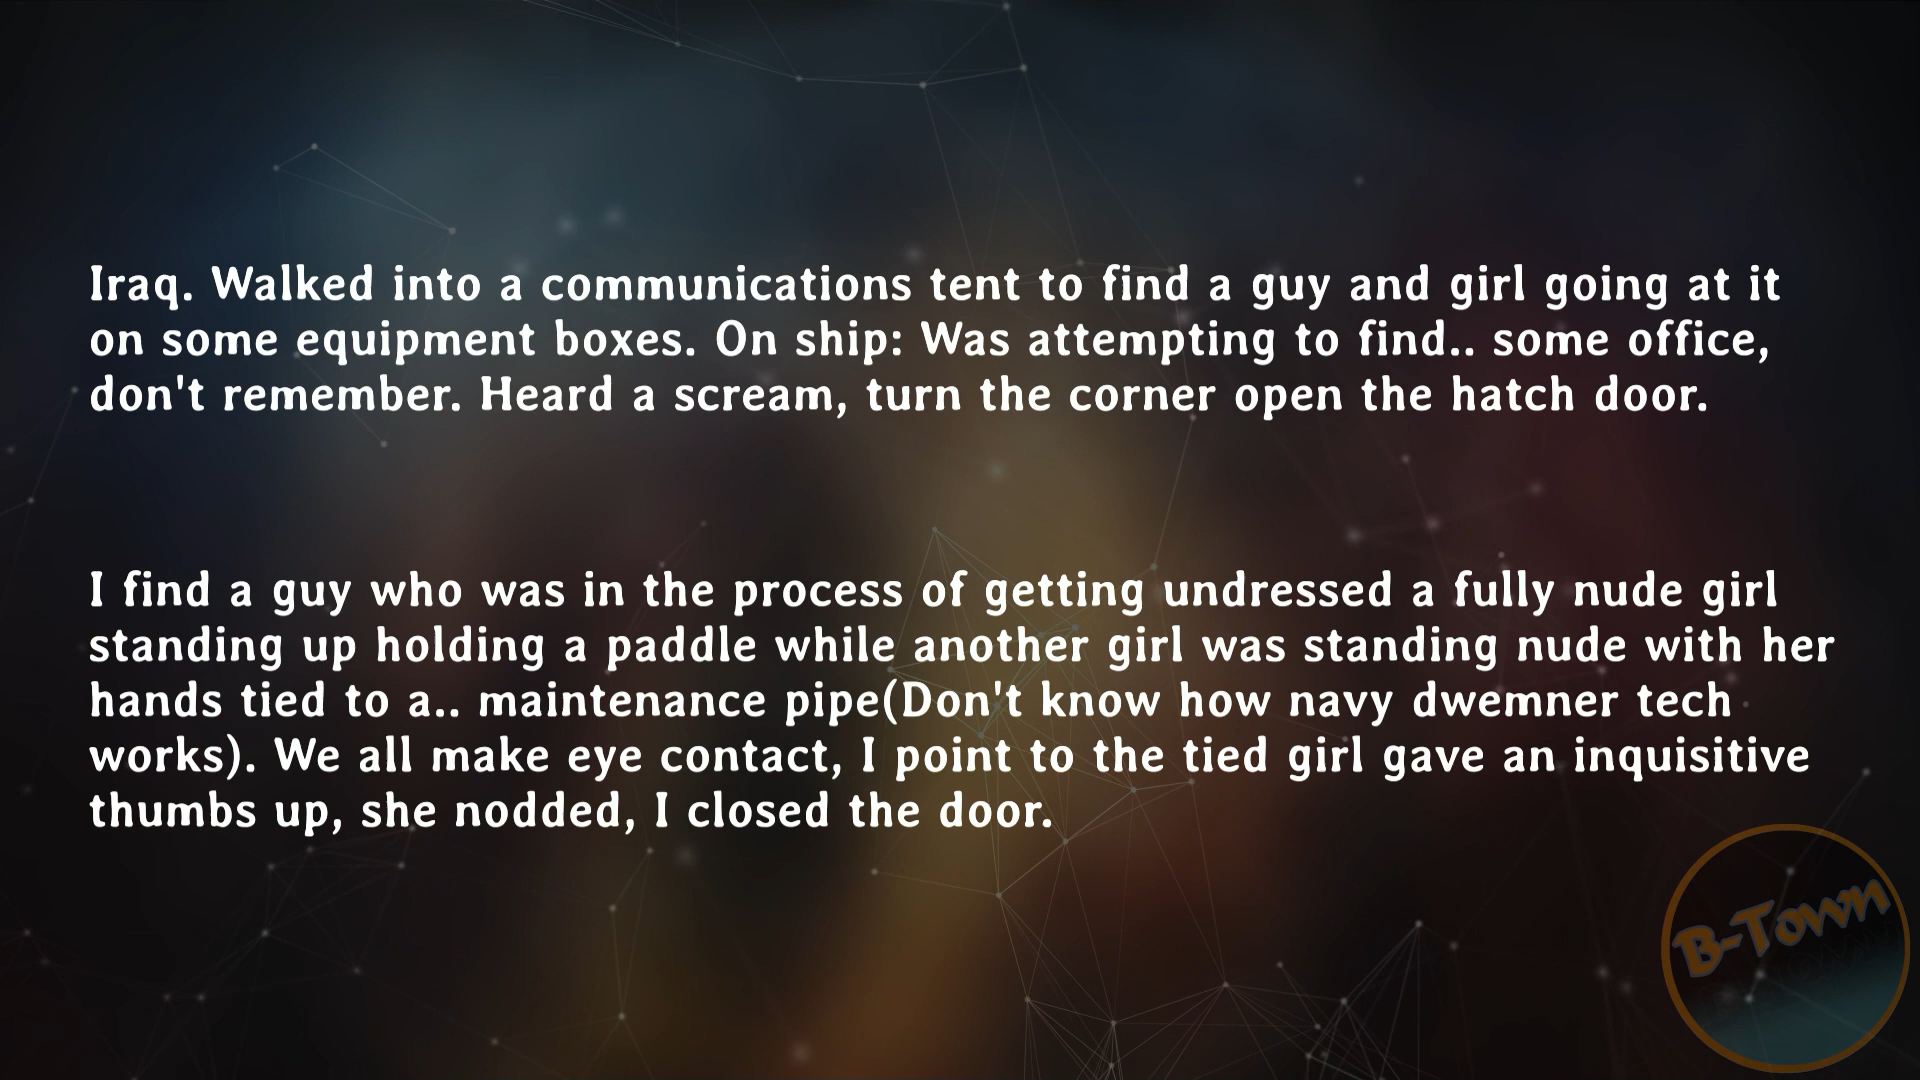 Iraq. Walked into a communications tent to find a guy and girl going at it
on some equipment boxes. On ship: Was attempting to find.. some office,
don't remember. Heard a scream, turn the corner open the hatch door.
I find a guy who was in the process of getting undressed a fully nude girl
standing up holding a paddle while another girl was standing nude with her
hands tied to a.. maintenance pipe(Don't know how navy dwemner tech
works). We all make eye contact, I point to the tied girl gave an inquisitive
thumbs up, she nodded, I closed the door.
B-Town